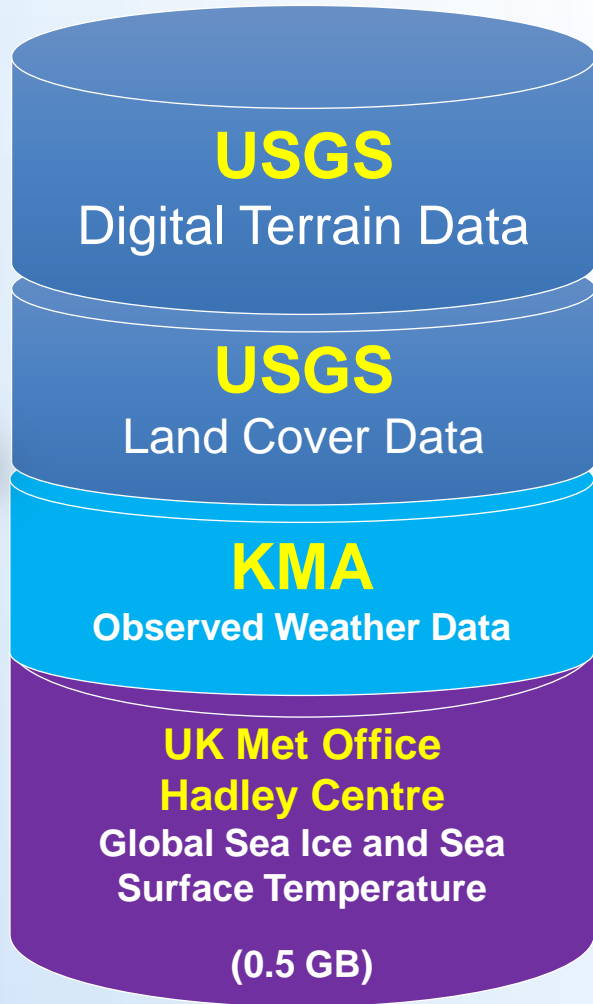 USGS
Digital Terrain Data
USGS
Land Cover Data
KMA
Observed Weather Data
UK Met Office
Hadley Centre
Global Sea Ice and Sea
Surface Temperature
(0.5 GB)